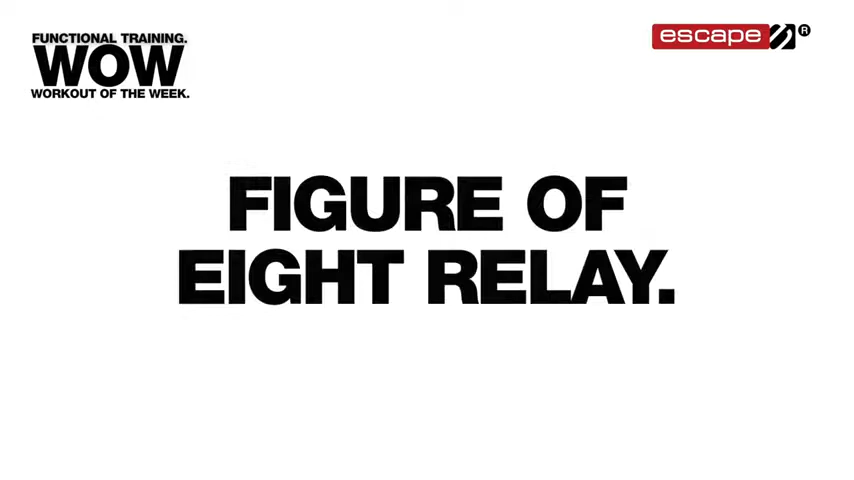 FUNCTIONAL TRAINING.
WOW
WORKOUT OF THE WEEK.
escape ®
FIGURE OF
EIGHT RELAY.